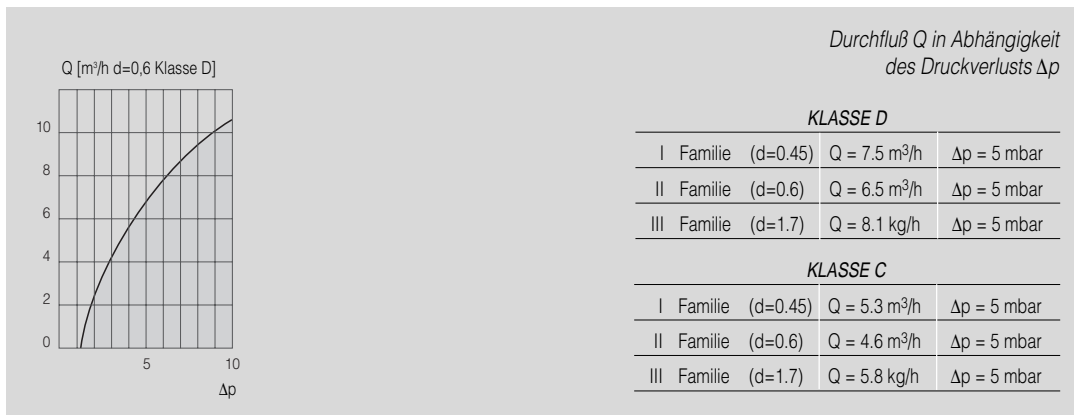 Durchfluß Q in Abhängigkeit
des Druckverlusts Δp
Q [m³/h d=0,6 Klasse D]
10
8
6
4
2
0
5 10
Δp
KLASSE D
I Familie (d=0.45) Q = 7.5 m³/h Δp = 5 mbar
II Familie (d=0.6) Q = 6.5 m³/h Δp = 5 mbar
III Familie (d=1.7) Q = 8.1 kg/h Δp = 5 mbar
KLASSE C
I Familie (d=0.45) Q = 5.3 m³/h Δp = 5 mbar
II Familie (d=0.6) Q = 4.6 m³/h Δp = 5 mbar
III Familie (d=1.7) Q = 5.8 kg/h Δp = 5 mbar